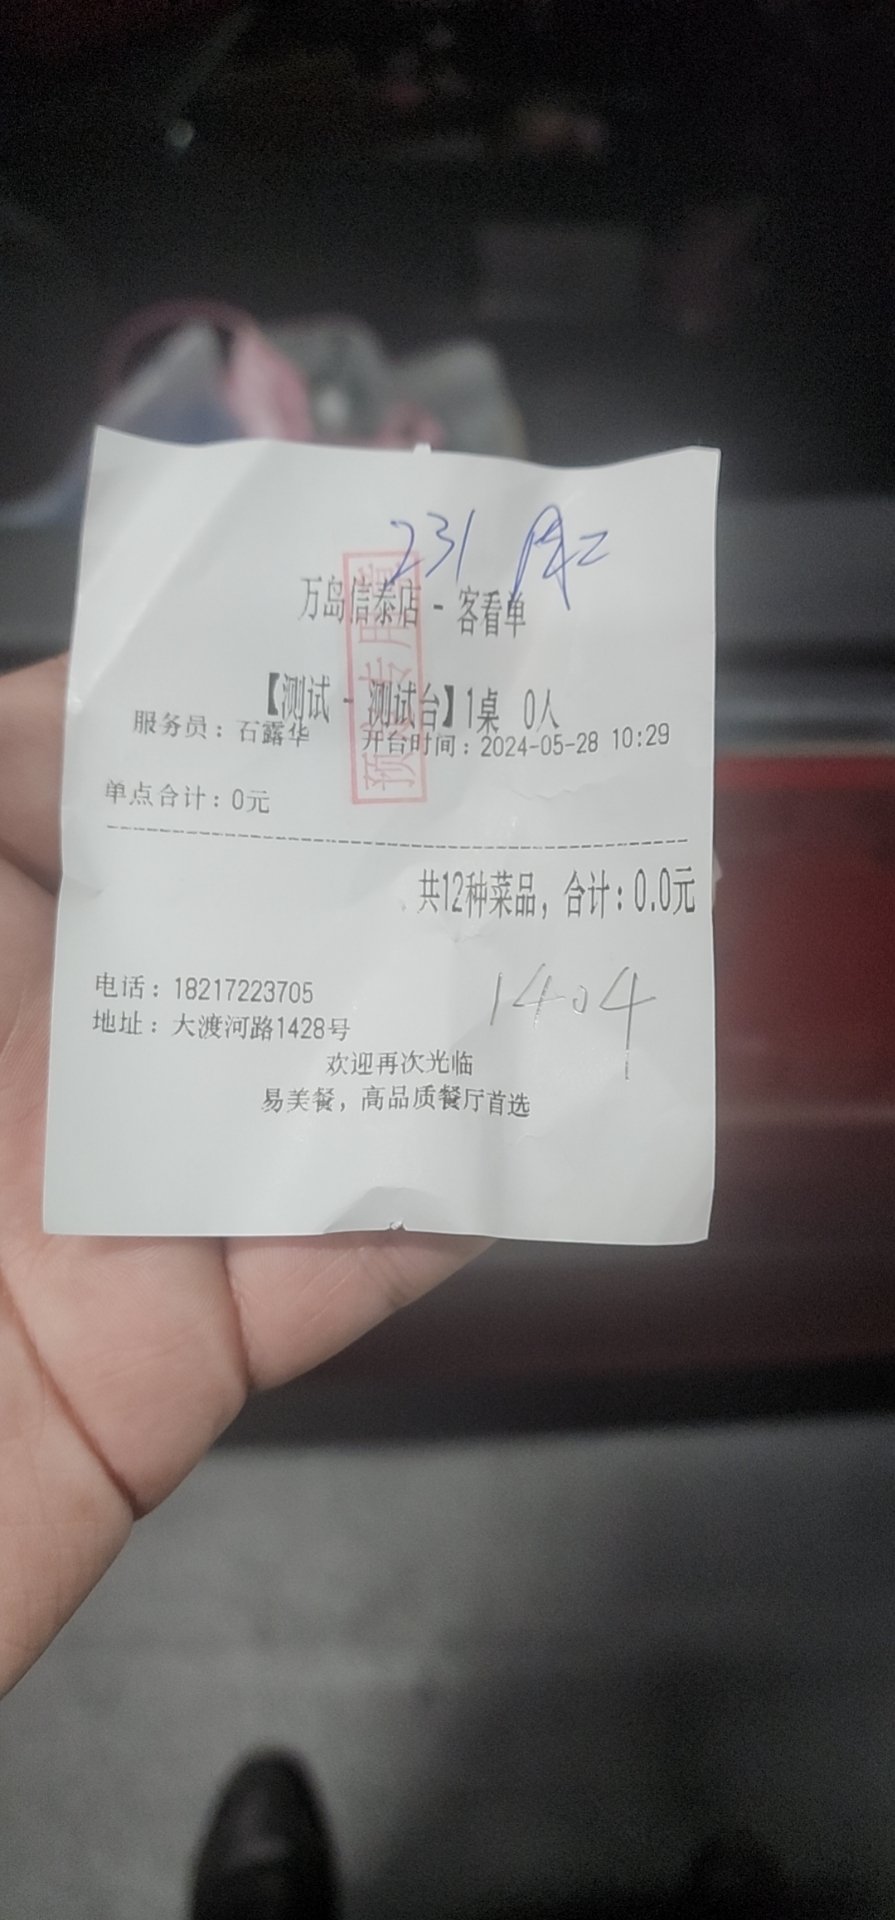 231
万岛信泰店 - 客看单
【测试 - 测试台】1桌 0人
服务员：石露华 开台时间：2024-05-28 10:29
单点合计：0元
共12种菜品，合计：0.0元
1404
电话：18217223705
地址：大渡河路1428号
欢迎再次光临
易美餐，高品质餐厅首选